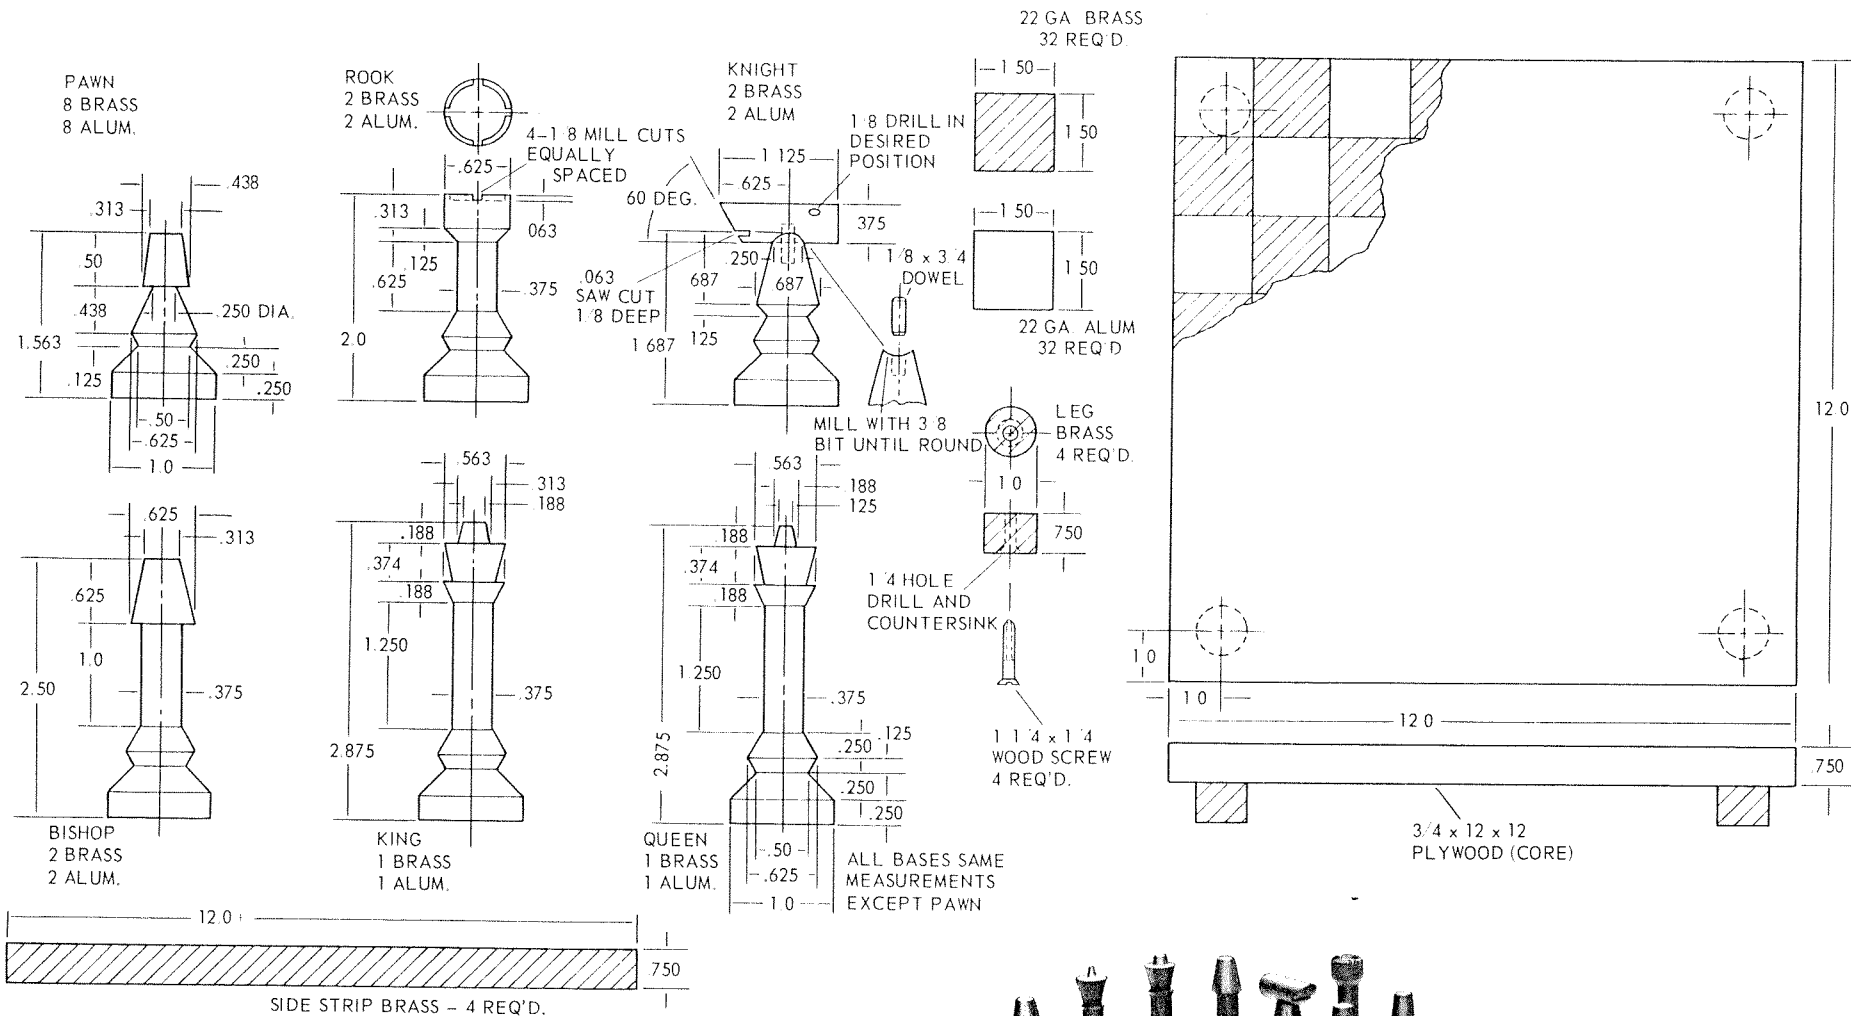 PAWN
8 BRASS
8 ALUM.
.438
.313
.50
.438
.250 DIA.
1.563
.250
.125
.250
.50
.625
1.0
ROOK
2 BRASS
2 ALUM.
4-1 8 MILL CUTS
EQUALLY
SPACED
.625
.313
063
.125
.625
.375
2.0
KNIGHT
2 BRASS
2 ALUM
1 8 DRILL IN
DESIRED
POSITION
1 125
.625
60 DEG.
.375
.250
1/8 x 3 4
DOWEL
.063
SAW CUT
1/8 DEEP
687
.687
125
1 687
MILL WITH 3 8
BIT UNTIL ROUND
22 GA BRASS
32 REQ'D.
1 50
1 50
1 50
1 50
22 GA. ALUM
32 REQ'D
LEG
BRASS
4 REQ'D.
1 0
750
1 4 HOLE
DRILL AND
COUNTERSINK
1 1 4 x 1 4
WOOD SCREW
4 REQ'D.
12.0
1 0
1 0
12 0
.750
3/4 x 12 x 12
PLYWOOD (CORE)
.625
.313
.625
1.0
2.50
.375
BISHOP
2 BRASS
2 ALUM.
.563
.313
.188
.188
.374
.188
1.250
.375
2.875
KING
1 BRASS
1 ALUM.
.563
.188
125
.188
.374
.188
1 250
.375
2.875
.125
.250
.250
.250
.50
.625
1.0
QUEEN
1 BRASS
1 ALUM.
ALL BASES SAME
MEASUREMENTS
EXCEPT PAWN
12.0
.750
SIDE STRIP BRASS – 4 REQ'D.